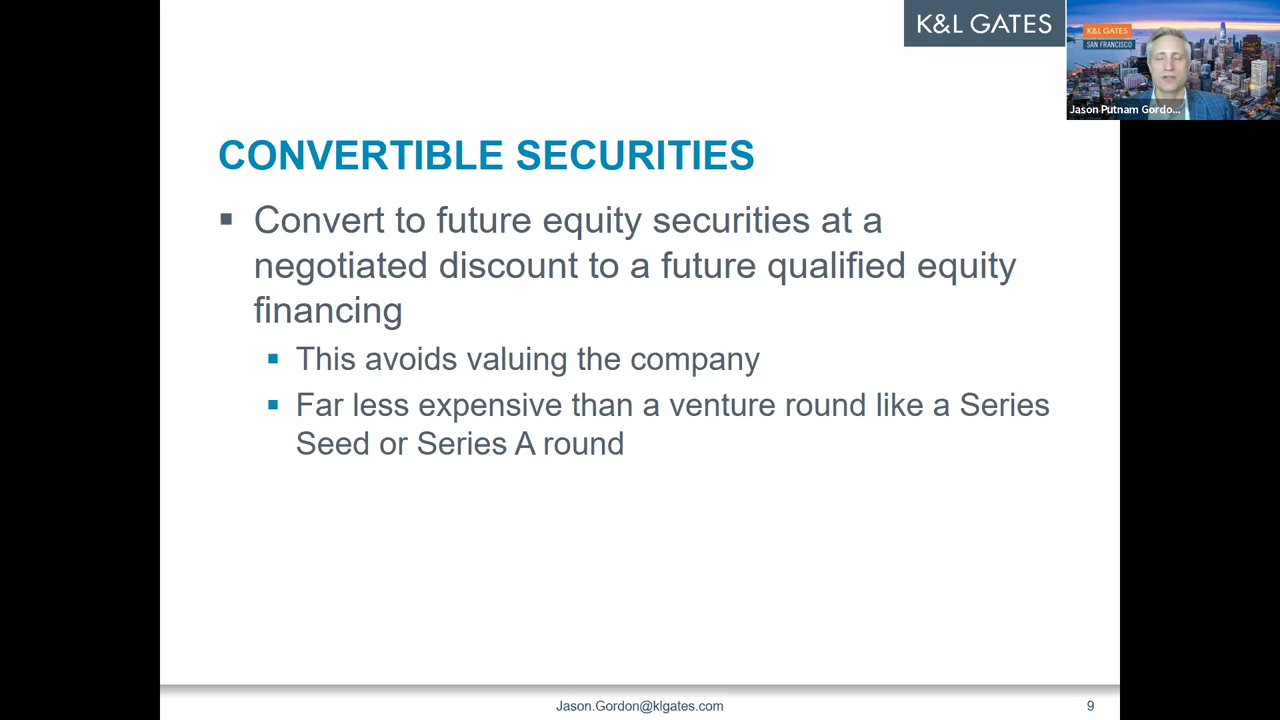 K&L GATES
K&L GATES
SAN FRANCISCO
Jason Putnam Gordo...
CONVERTIBLE SECURITIES
Convert to future equity securities at a
negotiated discount to a future qualified equity
financing
This avoids valuing the company
Far less expensive than a venture round like a Series
Seed or Series A round
Jason.Gordon@klgates.com
9